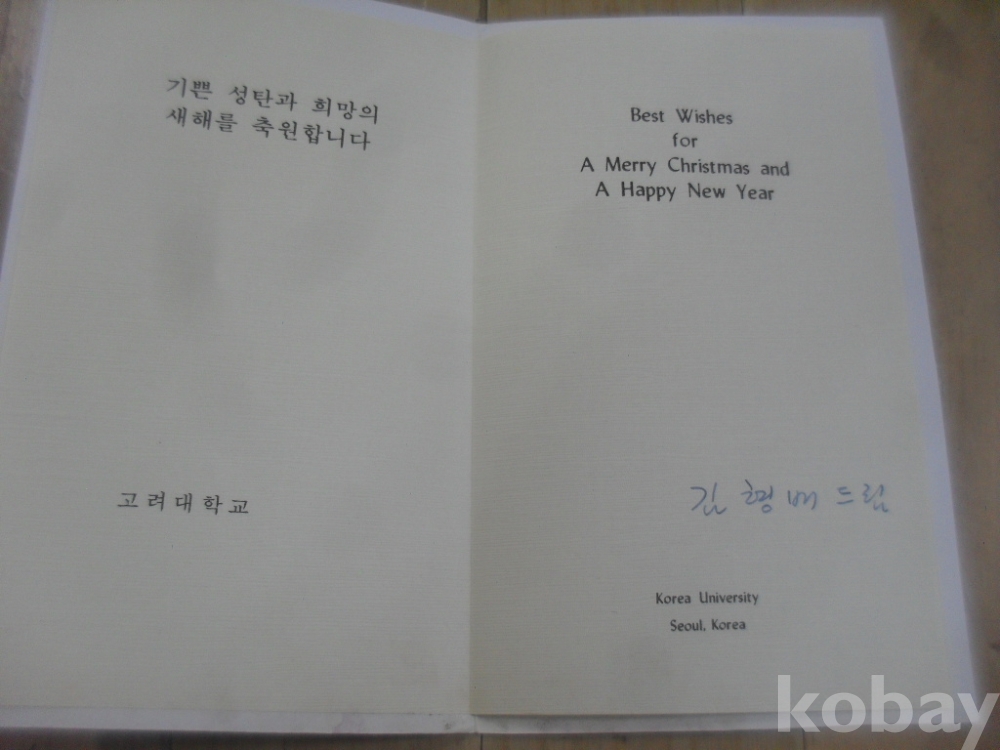 기쁜 성탄과 희망의
새해를 축원합니다
고려대학교
Best Wishes
for
A Merry Christmas and
A Happy New Year
김형배 드림
Korea University
Seoul, Korea
kobay